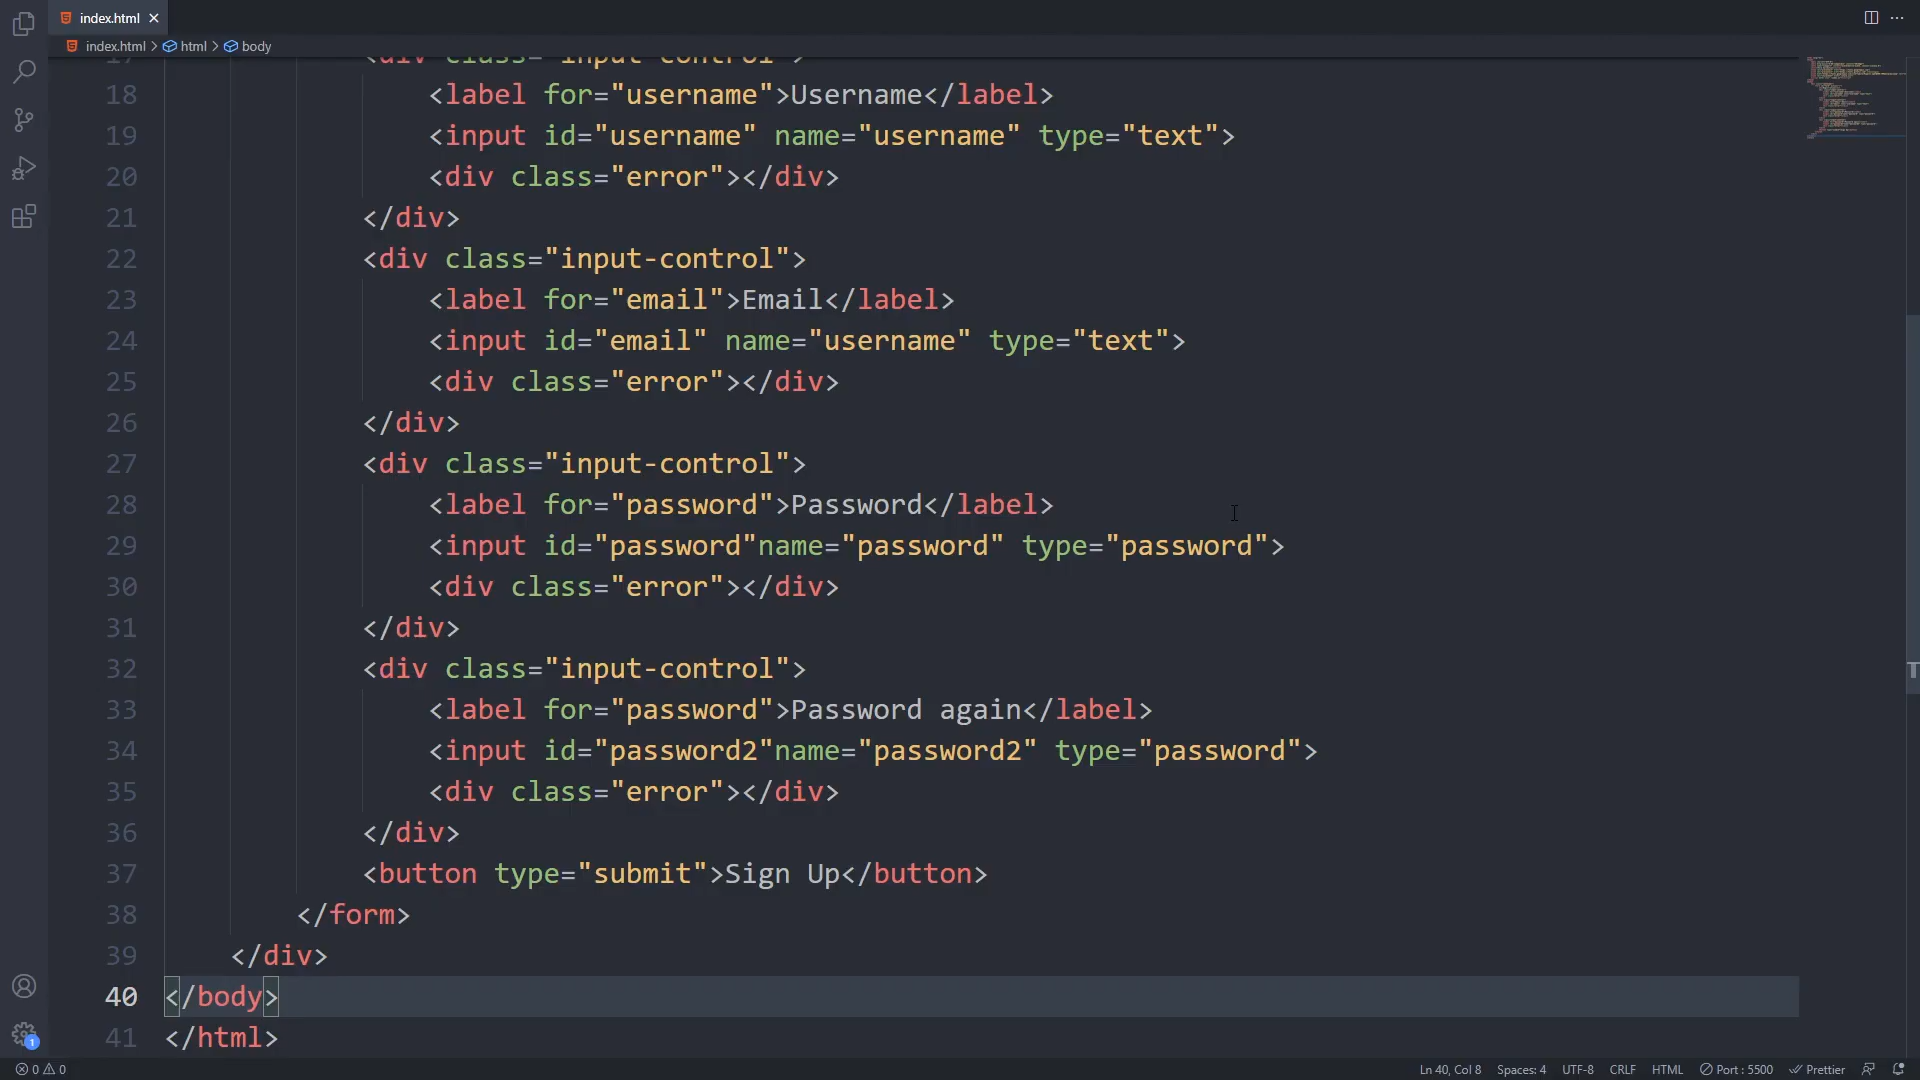 index.html
index.html > html > body
17 <div class="input-control">
18 <label for="username">Username</label>
19 <input id="username" name="username" type="text">
20 <div class="error"></div>
21 </div>
22 <div class="input-control">
23 <label for="email">Email</label>
24 <input id="email" name="username" type="text">
25 <div class="error"></div>
26 </div>
27 <div class="input-control">
28 <label for="password">Password</label>
29 <input id="password"name="password" type="password">
30 <div class="error"></div>
31 </div>
32 <div class="input-control">
33 <label for="password">Password again</label>
34 <input id="password2"name="password2" type="password">
35 <div class="error"></div>
36 </div>
37 <button type="submit">Sign Up</button>
38 </form>
39 </div>
40 </body>
41 </html>
1
0 0 Ln 40, Col 8 Spaces: 4 UTF-8 CRLF HTML Port : 5500 Prettier